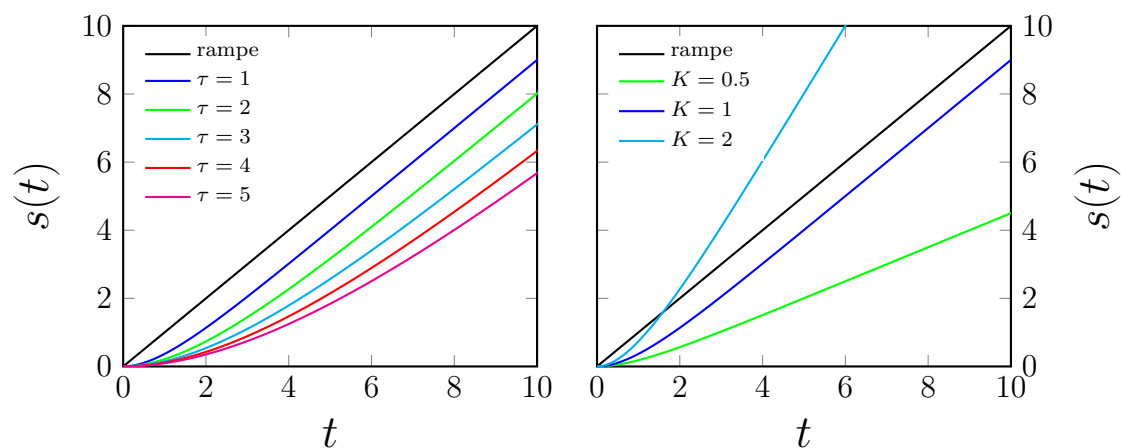 s(t)
10
8
6
4
2
0
rampe
τ = 1
τ = 2
τ = 3
τ = 4
τ = 5
0 2 4 6 8 10
t
rampe
K = 0.5
K = 1
K = 2
0 2 4 6 8 10
t
10
8
6
4
2
0
s(t)